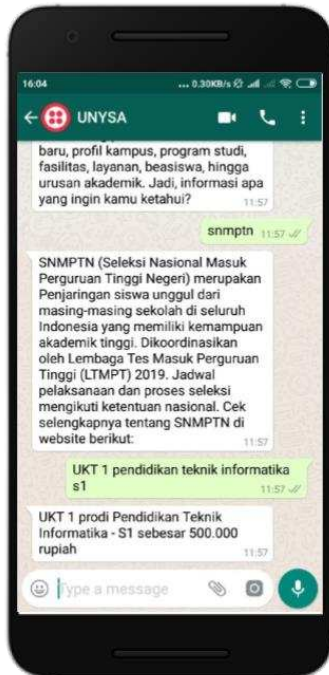 16:04
... 0.30KB/s
UNYSA
baru, profil kampus, program studi,
fasilitas, layanan, beasiswa, hingga
urusan akademik. Jadi, informasi apa
yang ingin kamu ketahui?
11:57
snmptn 11:57
SNMPTN (Seleksi Nasional Masuk
Perguruan Tinggi Negeri) merupakan
Penjaringan siswa unggul dari
masing-masing sekolah di seluruh
Indonesia yang memiliki kemampuan
akademik tinggi. Dikoordinasikan
oleh Lembaga Tes Masuk Perguruan
Tinggi (LTMPT) 2019. Jadwal
pelaksanaan dan proses seleksi
mengikuti ketentuan nasional. Cek
selengkapnya tentang SNMPTN di
website berikut:
11:57
UKT 1 pendidikan teknik informatika
s1
11:57
UKT 1 prodi Pendidikan Teknik
Informatika - S1 sebesar 500.000
rupiah
11:57
Type a message